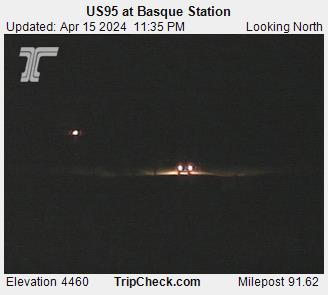 US95 at Basque Station
Updated: Apr 15 2024 11:35 PM Looking North
Elevation 4460 TripCheck.com Milepost 91.62